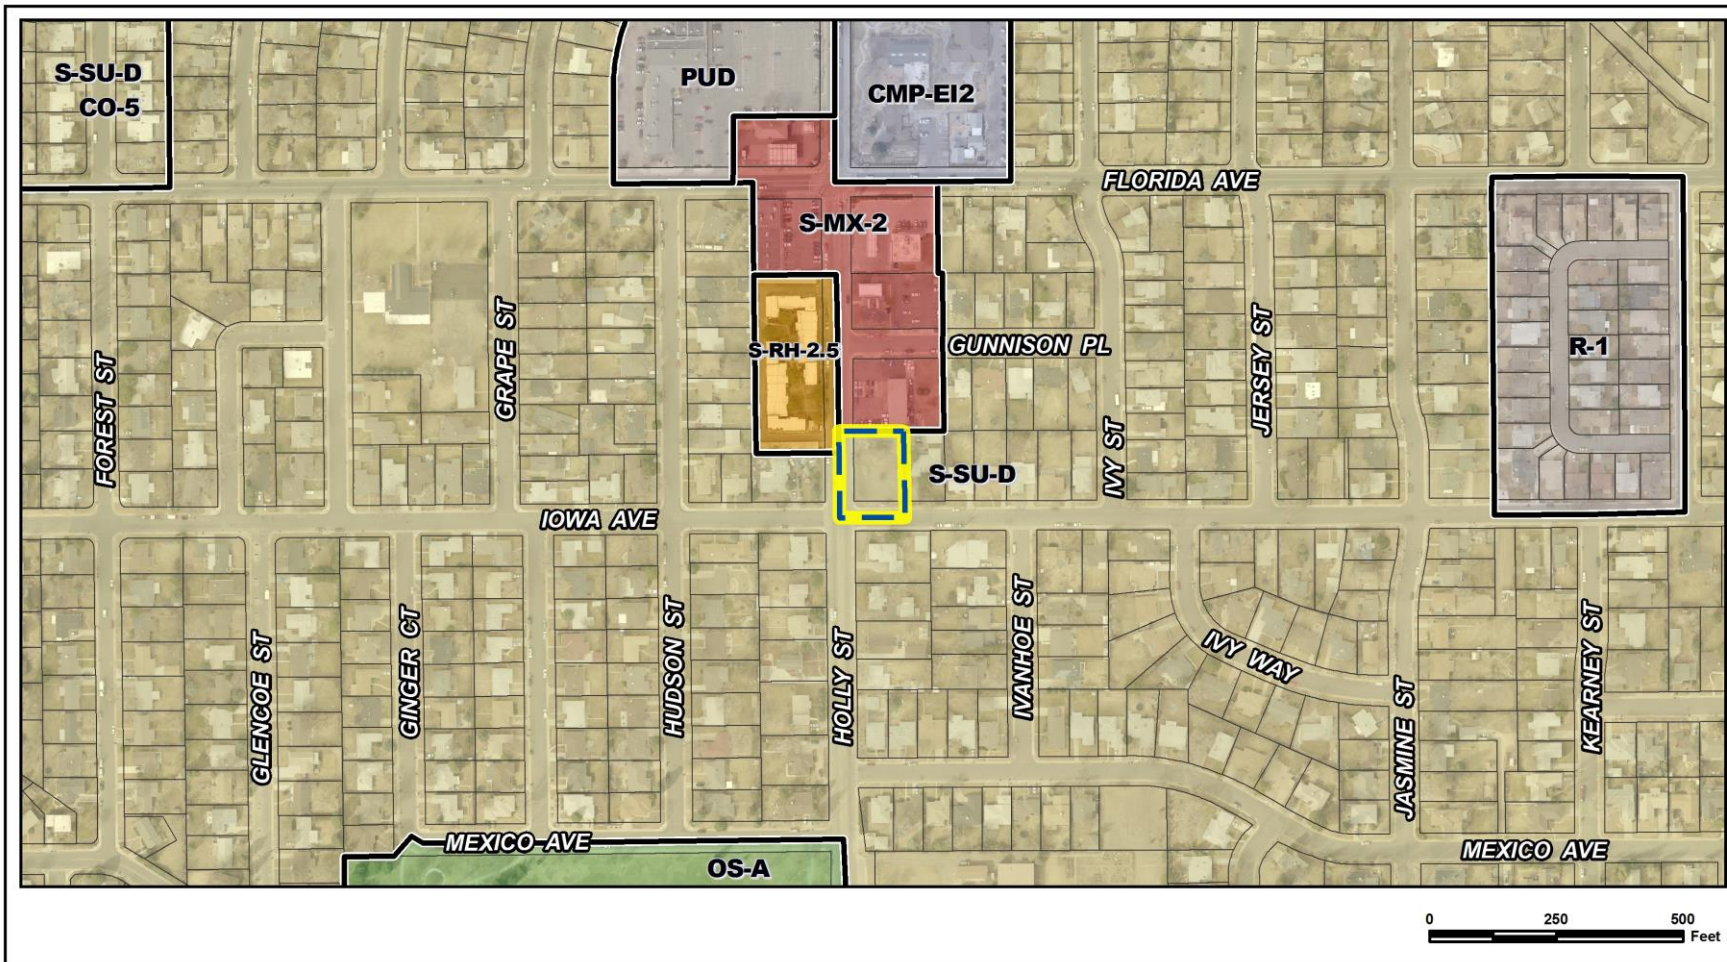 S-SU-D
CO-5
PUD
CMP-EI2
FLORIDA AVE
S-MX-2
S-RH-2.5
GUNNISON PL
R-1
FOREST ST
GRAPE ST
JERSEY ST
IVY ST
S-SU-D
IOWA AVE
GLENCOE ST
GINGER CT
HUDSON ST
HOLLY ST
IVANHOE ST
IVY WAY
JASMINE ST
KEARNEY ST
MEXICO AVE
OS-A
MEXICO AVE
0 250 500
Feet